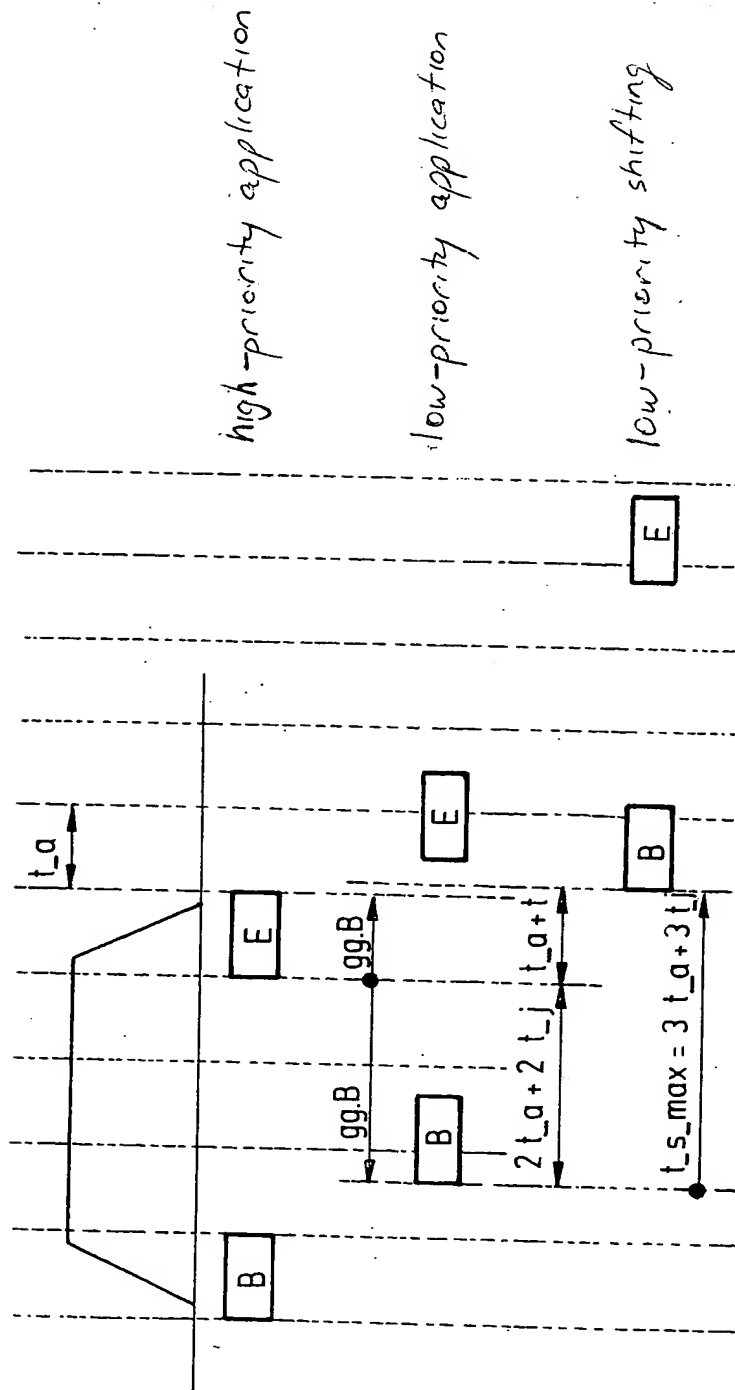 t_a
B
E
high-priority application
gg.B
gg.B
B
E
low-priority application
2 t_a + 2 t_j
t_a + t
t_s_max = 3 t_a + 3 t_j
B
E
low-priority shifting